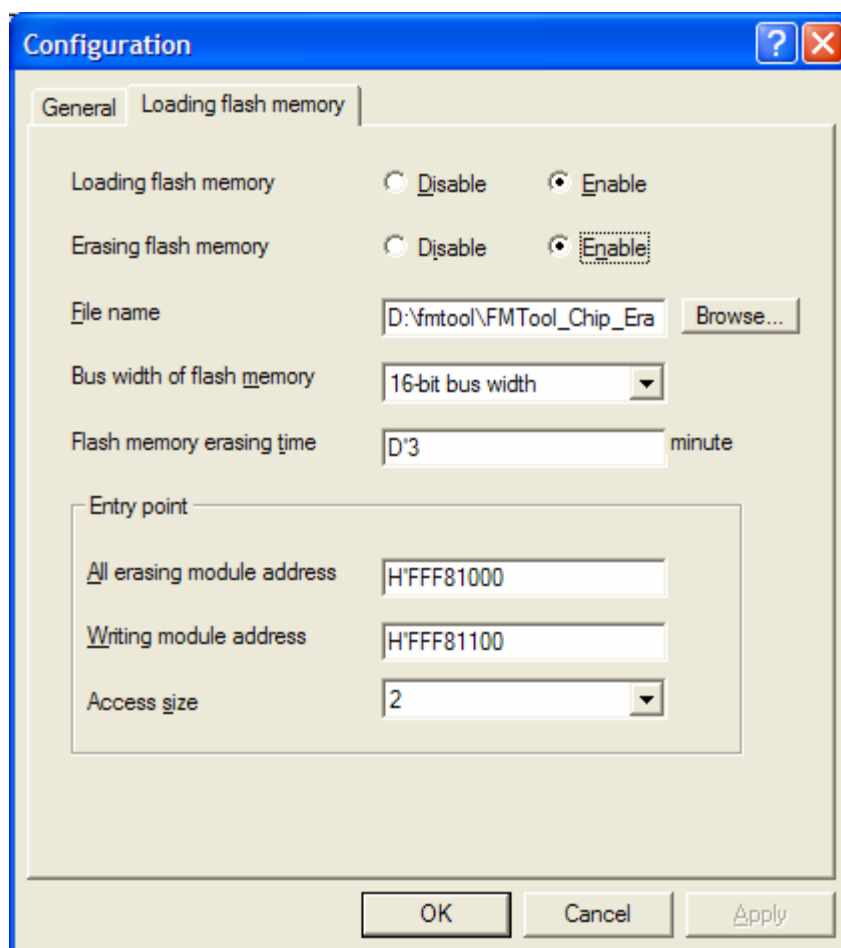 Configuration
General Loading flash memory
Loading flash memory Disable Enable
Erasing flash memory Disable Enable
File name D:\fmtool\FMTool_Chip_Era Browse...
Bus width of flash memory 16-bit bus width
Flash memory erasing time D'3 minute
Entry point
All erasing module address H'FFF81000
Writing module address H'FFF81100
Access size 2
OK Cancel Apply